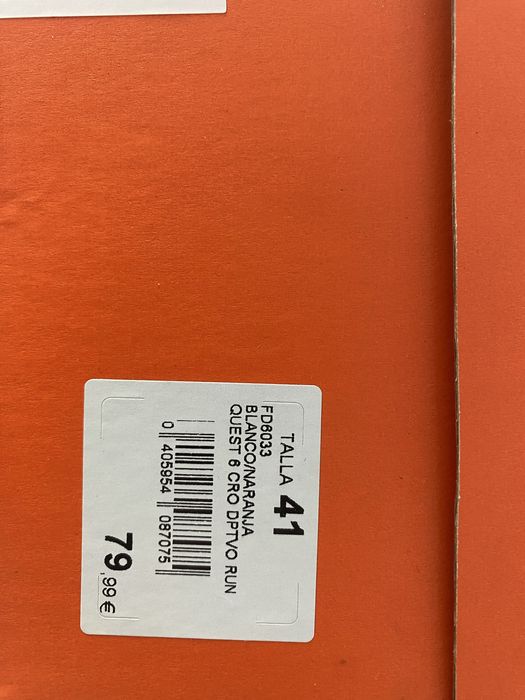 TALLA 41
FD6033
BLANCO/NARANJA
QUEST 6 CRO DPTVO RUN
0 405954 087075
79,99 €